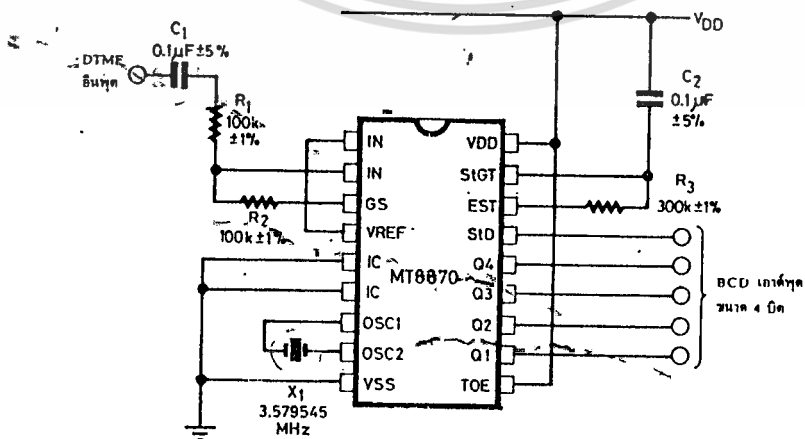 VDD
C1
0.1µF±5%
DTMF
อินพุต
R1
100k
±1%
R2
100k±1%
C2
0.1µF
±5%
R3
300k±1%
IN
IN
GS
VREF
IC
IC
OSC1
OSC2
VSS
MT8870
VDD
StGT
EST
StD
Q4
Q3
Q2
Q1
TOE
X1
3.579545
MHz
BCD เอาต์พุต
ขนาด 4 บิต